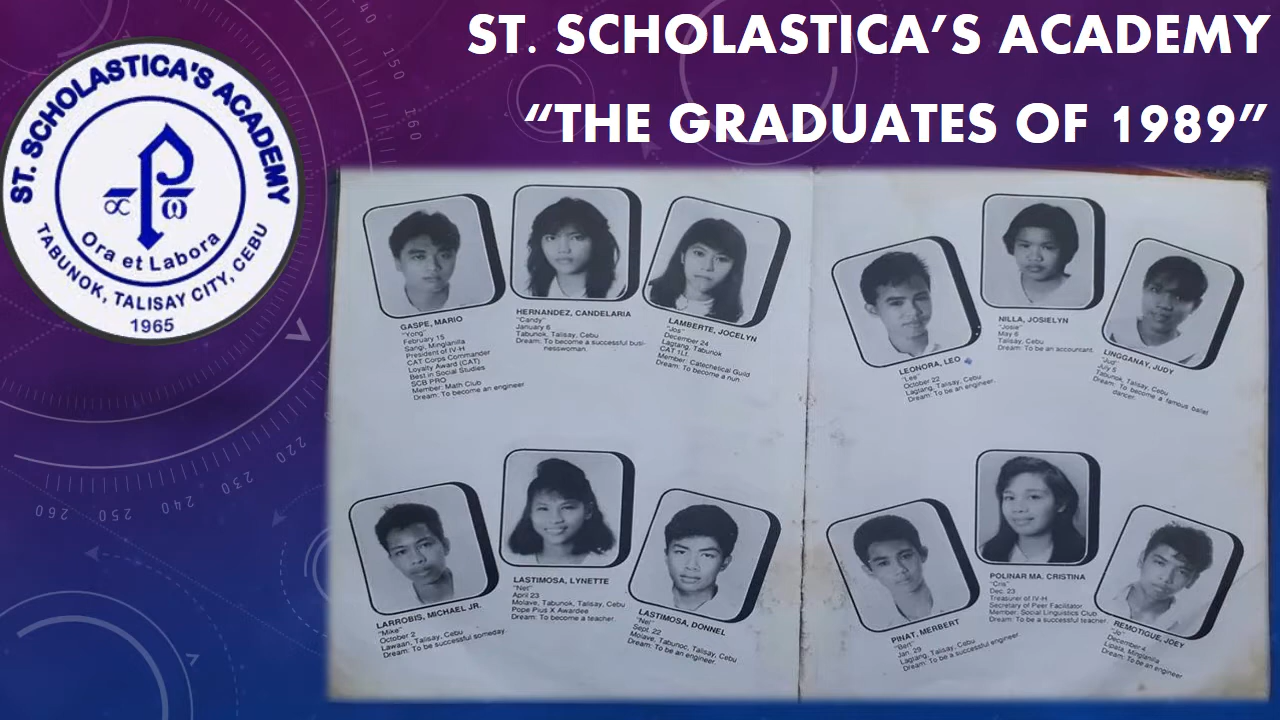 ST. SCHOLASTICA'S ACADEMY
"THE GRADUATES OF 1989"
ST. SCHOLASTICA'S ACADEMY
Ora et Labora
TABUNOK, TALISAY CITY, CEBU
1965
GASPE, MARIO
"Yong"
February 15
Sangi, Minglanilla
President of IV-H
CAT Corps Commander
Loyalty Award (CAT)
Best in Social Studies
SCB PRO
Member: Math Club
Dream: To become an engineer
HERNANDEZ, CANDELARIA
"Candy"
January 6
Tabunok, Talisay, Cebu
Dream: To become a successful busi-
nesswoman.
LAMBERTE, JOCELYN
"Jos"
December 24
Lagtang, Tabunok
CAT 1LI
Member: Catechetical Guild
Dream: To become a nun.
LEONORA, LEO
"Lee"
October 22
Lagtang, Talisay, Cebu
Dream: To be an engineer.
NILLA, JOSIELYN
"Josie"
May 6
Talisay, Cebu
Dream: To be an accountant.
LINGGANAY, JUDY
"Jud"
July 5
Tabunok, Talisay, Cebu
Dream: To become a famous ballet
dancer.
LARROBIS, MICHAEL JR.
"Mike"
October 2
Lawaan, Talisay, Cebu
Dream: To be successful someday.
LASTIMOSA, LYNETTE
"Net"
April 23
Molave, Tabunok, Talisay, Cebu
Pope Pius X Awardee
Dream: To become a teacher.
LASTIMOSA, DONNEL
"Nel"
Sept. 22
Molave, Tabunoc, Talisay, Cebu
Dream: To be an engineer.
PINAT, MERBERT
"Bert"
Jan. 29
Lagtang, Talisay, Cebu
Dream: To be a successful engineer
POLINAR MA. CRISTINA
"Cris"
Dec. 23
Treasurer of IV-H
Secretary of Peer Facilitator
Member, Social Linguistics Club
Dream: To be a successful teacher.
REMOTIGUE, JOEY
"Jo"
December 4
Lipata, Minglanilla
Dream: To be an engineer
140
150
160
260
250
240
230
220